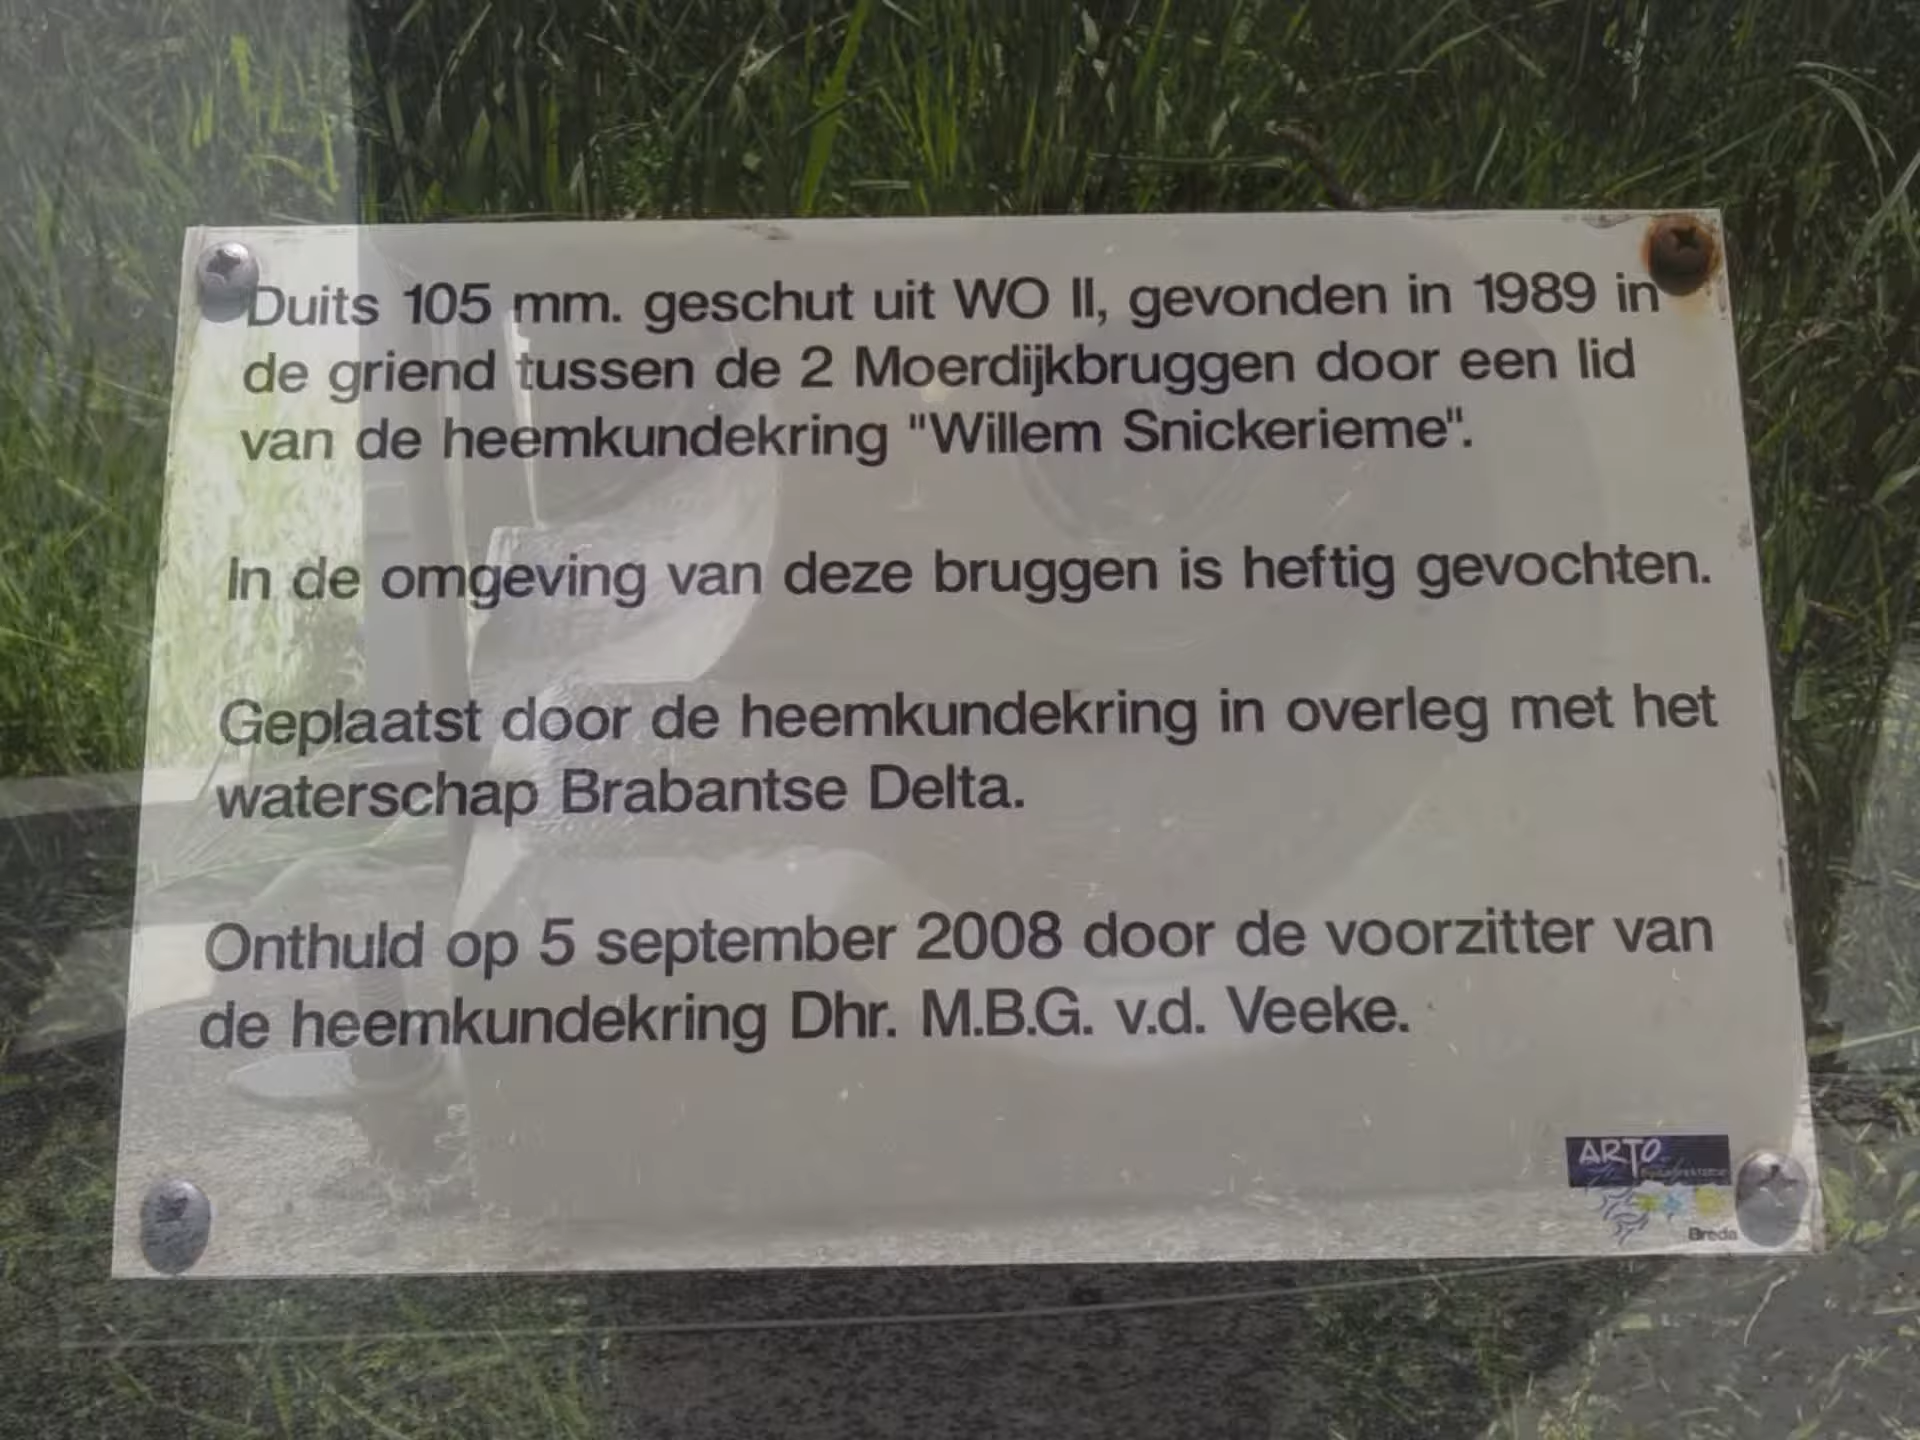 Duits 105 mm. geschut uit WO II, gevonden in 1989 in
de griend tussen de 2 Moerdijkbruggen door een lid
van de heemkundekring "Willem Snickerieme".
In de omgeving van deze bruggen is heftig gevochten.
Geplaatst door de heemkundekring in overleg met het
waterschap Brabantse Delta.
Onthuld op 5 september 2008 door de voorzitter van
de heemkundekring Dhr. M.B.G. v.d. Veeke.
ARTO
Breda